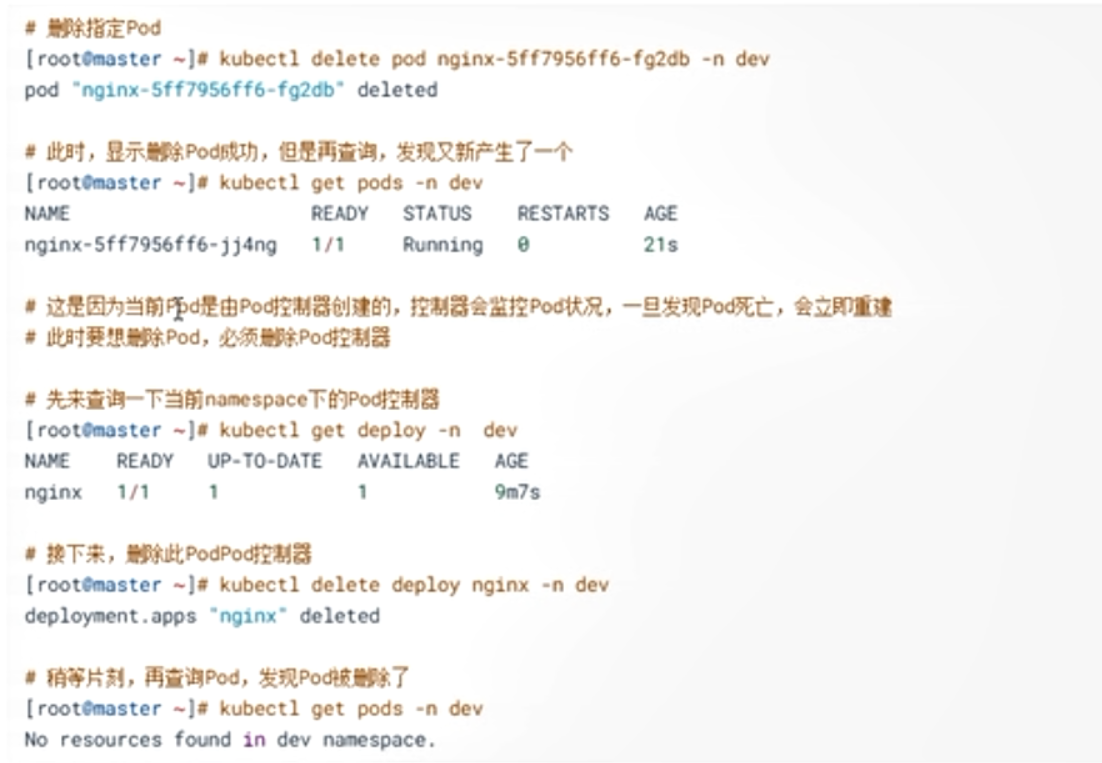 # 删除指定Pod
[root@master ~]# kubectl delete pod nginx-5ff7956ff6-fg2db -n dev
pod "nginx-5ff7956ff6-fg2db" deleted
# 此时，显示删除Pod成功，但是再查询，发现又新产生了一个
[root@master ~]# kubectl get pods -n dev
NAME READY STATUS RESTARTS AGE
nginx-5ff7956ff6-jj4ng 1/1 Running 0 21s
# 这是因为当前Pod是由Pod控制器创建的，控制器会监控Pod状况，一旦发现Pod死亡，会立即重建
# 此时要想删除Pod，必须删除Pod控制器
# 先来查询一下当前namespace下的Pod控制器
[root@master ~]# kubectl get deploy -n  dev
NAME READY UP-TO-DATE AVAILABLE AGE
nginx 1/1 1 1 9m7s
# 接下来，删除此PodPod控制器
[root@master ~]# kubectl delete deploy nginx -n dev
deployment.apps "nginx" deleted
# 稍等片刻，再查询Pod，发现Pod被删除了
[root@master ~]# kubectl get pods -n dev
No resources found in dev namespace.